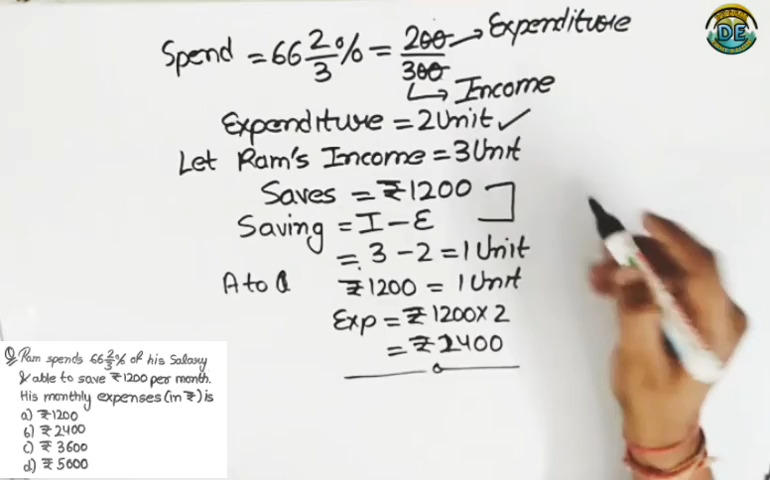 Spend = 66 2/3 % = 200/300 → Expenditure
↳ Income
Expenditure = 2 Unit ✓
Let Ram's Income = 3 Unit
Saves = ₹1200
Saving = I - E
= 3 - 2 = 1 Unit
A to Q ₹1200 = 1 Unit
Exp = ₹1200 x 2
= ₹2400
Q Ram spends 66 2/3 % of his Salary
& able to save ₹1200 per month.
His monthly expenses (in ₹) is
a) ₹1200
b) ₹2400
c) ₹3600
d) ₹5000
DE